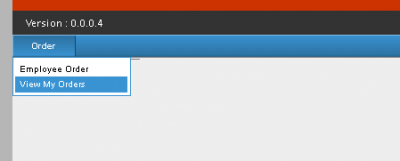 Version : 0.0.0.4
Order
Employee Order
View My Orders